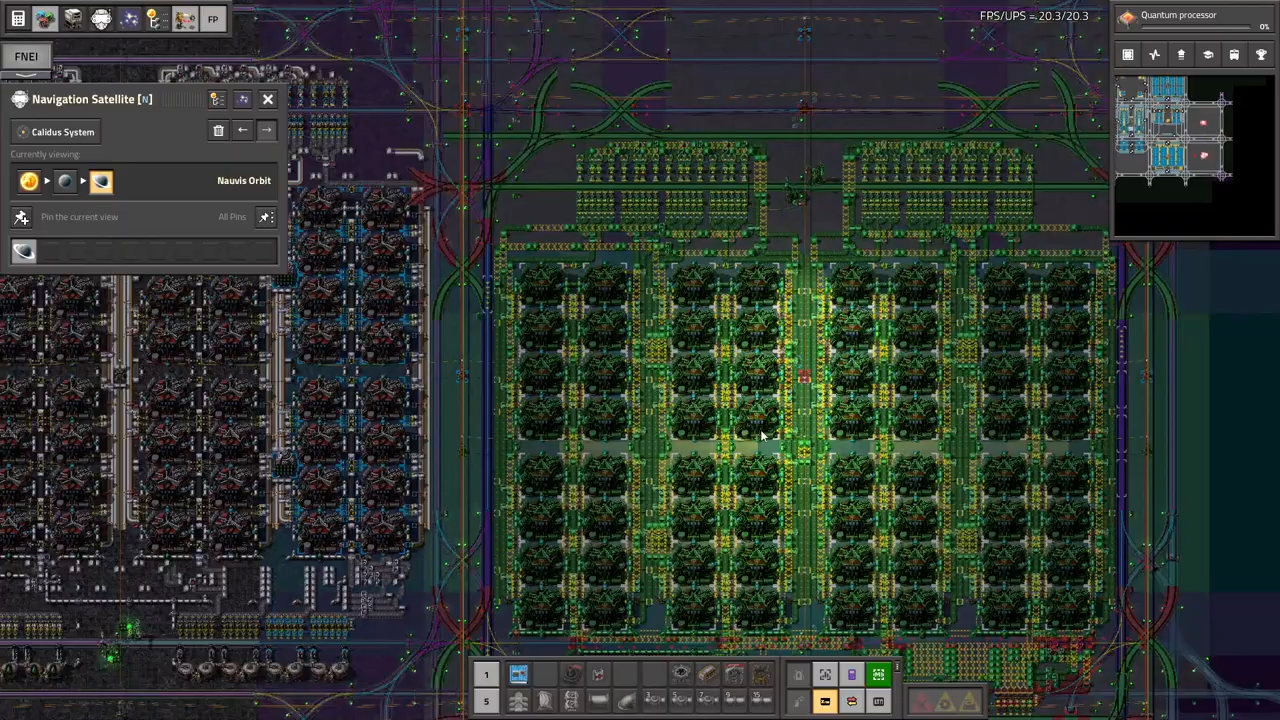 FP
FPS/UPS = 20.3/20.3
Quantum processor
0%
FNEI
Navigation Satellite [N]
Calidus System
Currently viewing:
Nauvis Orbit
Pin the current view
All Pins
1
5